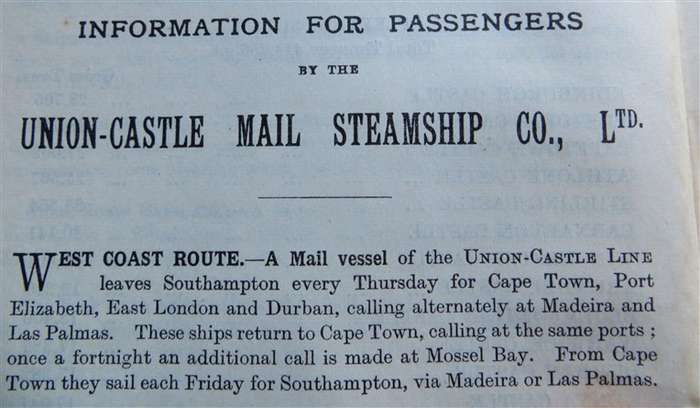 INFORMATION FOR PASSENGERS
BY THE
UNION-CASTLE MAIL STEAMSHIP CO., LTD.
WEST COAST ROUTE.—A Mail vessel of the UNION-CASTLE LINE
leaves Southampton every Thursday for Cape Town, Port
Elizabeth, East London and Durban, calling alternately at Madeira and
Las Palmas. These ships return to Cape Town, calling at the same ports ;
once a fortnight an additional call is made at Mossel Bay. From Cape
Town they sail each Friday for Southampton, via Madeira or Las Palmas.